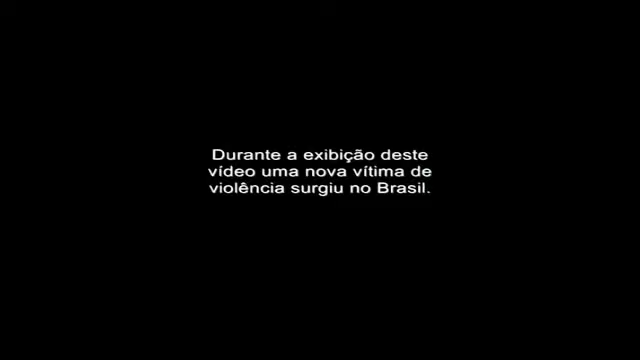 Durante a exibição deste
vídeo uma nova vítima de
violência surgiu no Brasil.